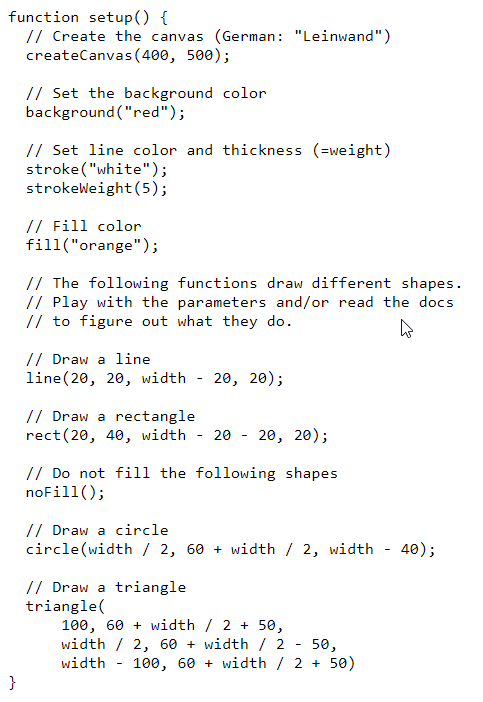 function setup() {
  // Create the canvas (German: "Leinwand")
  createCanvas(400, 500);

  // Set the background color
  background("red");

  // Set line color and thickness (=weight)
  stroke("white");
  strokeWeight(5);

  // Fill color
  fill("orange");

  // The following functions draw different shapes.
  // Play with the parameters and/or read the docs
  // to figure out what they do.

  // Draw a line
  line(20, 20, width - 20, 20);

  // Draw a rectangle
  rect(20, 40, width - 20 - 20, 20);

  // Do not fill the following shapes
  noFill();

  // Draw a circle
  circle(width / 2, 60 + width / 2, width - 40);

  // Draw a triangle
  triangle(
      100, 60 + width / 2 + 50,
      width / 2, 60 + width / 2 - 50,
      width - 100, 60 + width / 2 + 50)
}